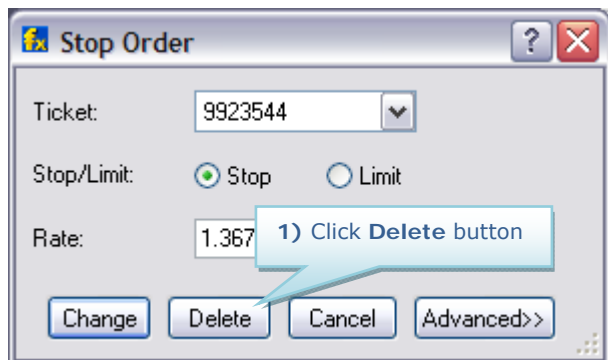 fx Stop Order ?
Ticket: 9923544
Stop/Limit: Stop Limit
Rate: 1.367
1) Click Delete button
Change Delete Cancel Advanced>>